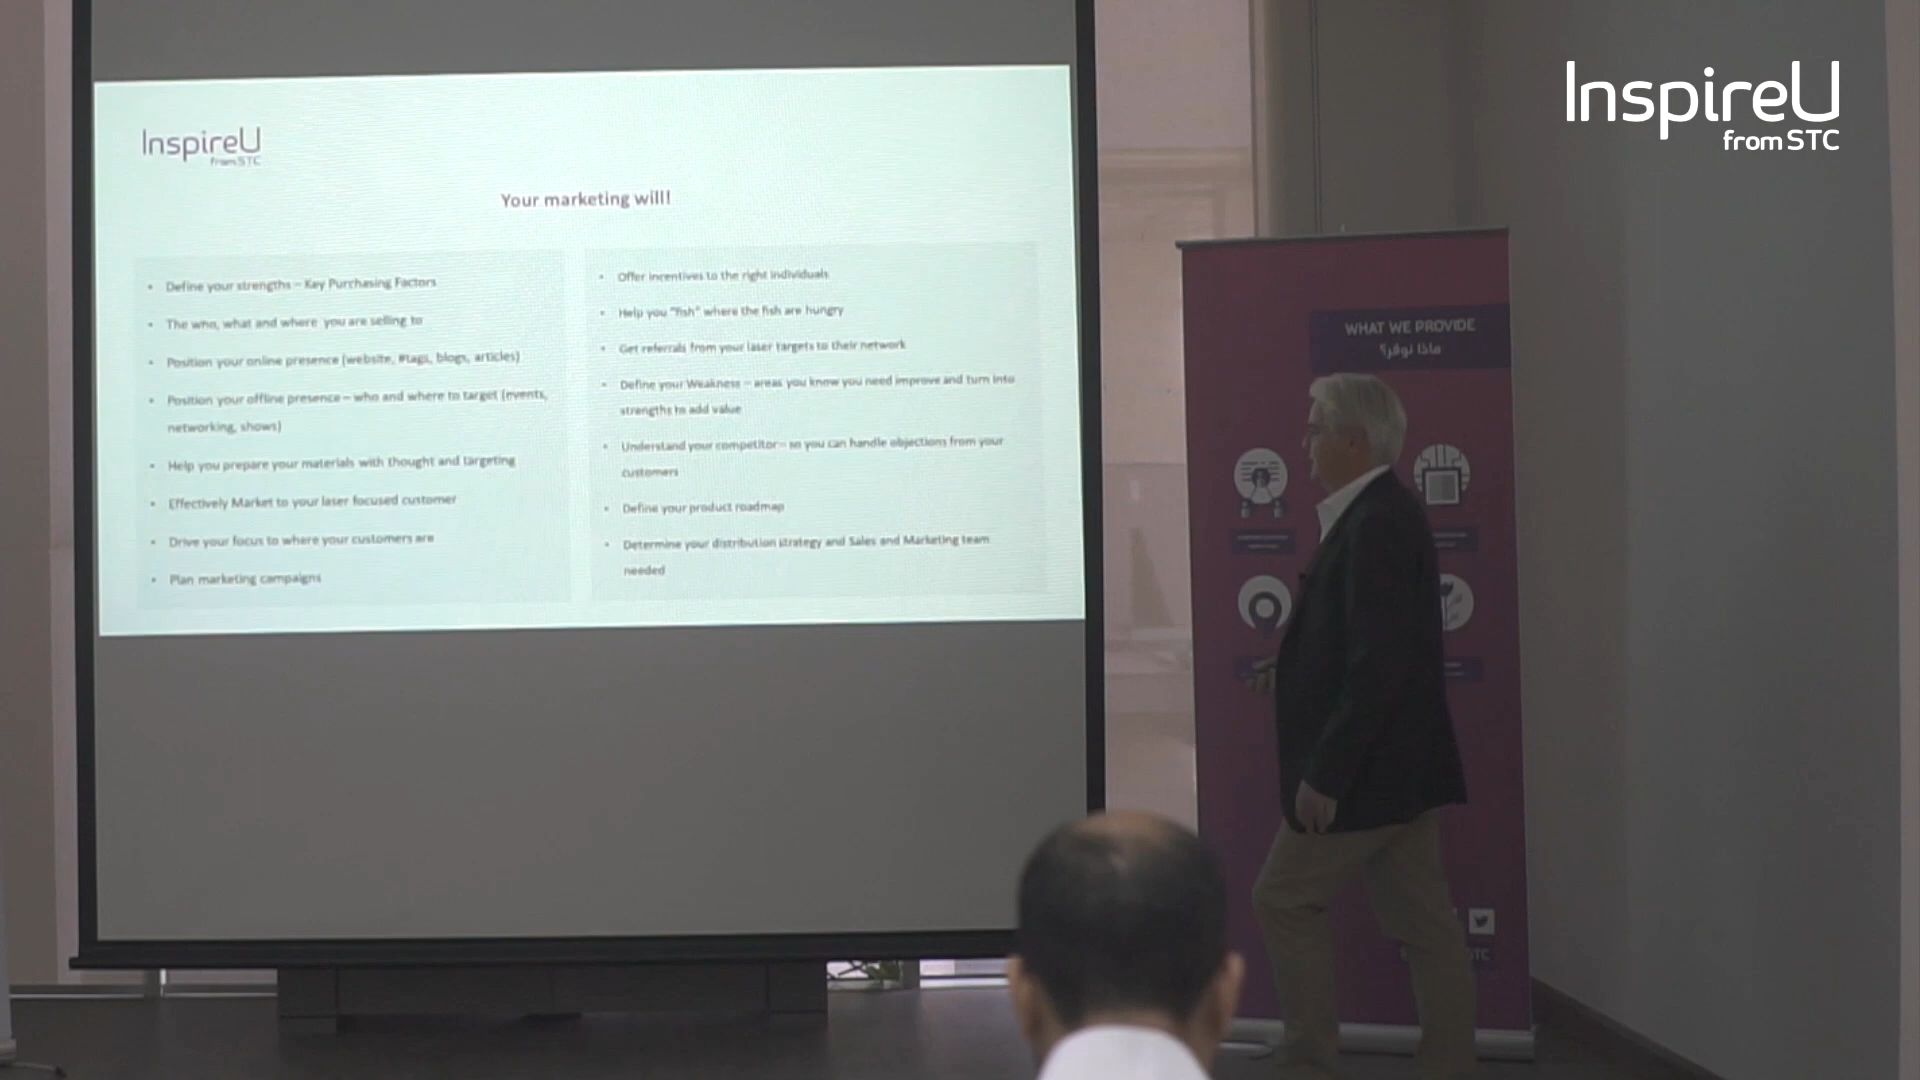 InspireU
from STC
InspireU
from STC
Your marketing will!
• Define your strengths – Key Purchasing Factors
• The who, what and where you are selling to
• Position your online presence (website, #tags, blogs, articles)
• Position your offline presence – who and where to target (events,
networking, shows)
• Help you prepare your materials with thought and targeting
• Effectively Market to your laser focused customer
• Drive your focus to where your customers are
• Plan marketing campaigns
• Offer incentives to the right individuals
• Help you "fish" where the fish are hungry
• Get referrals from your laser targets to their network
• Define your Weakness – areas you know you need improve and turn into
strengths to add value
• Understand your competitor – so you can handle objections from your
customers
• Define your product roadmap
• Determine your distribution strategy and Sales and Marketing team
needed
WHAT WE PROVIDE
ماذا نوفر؟